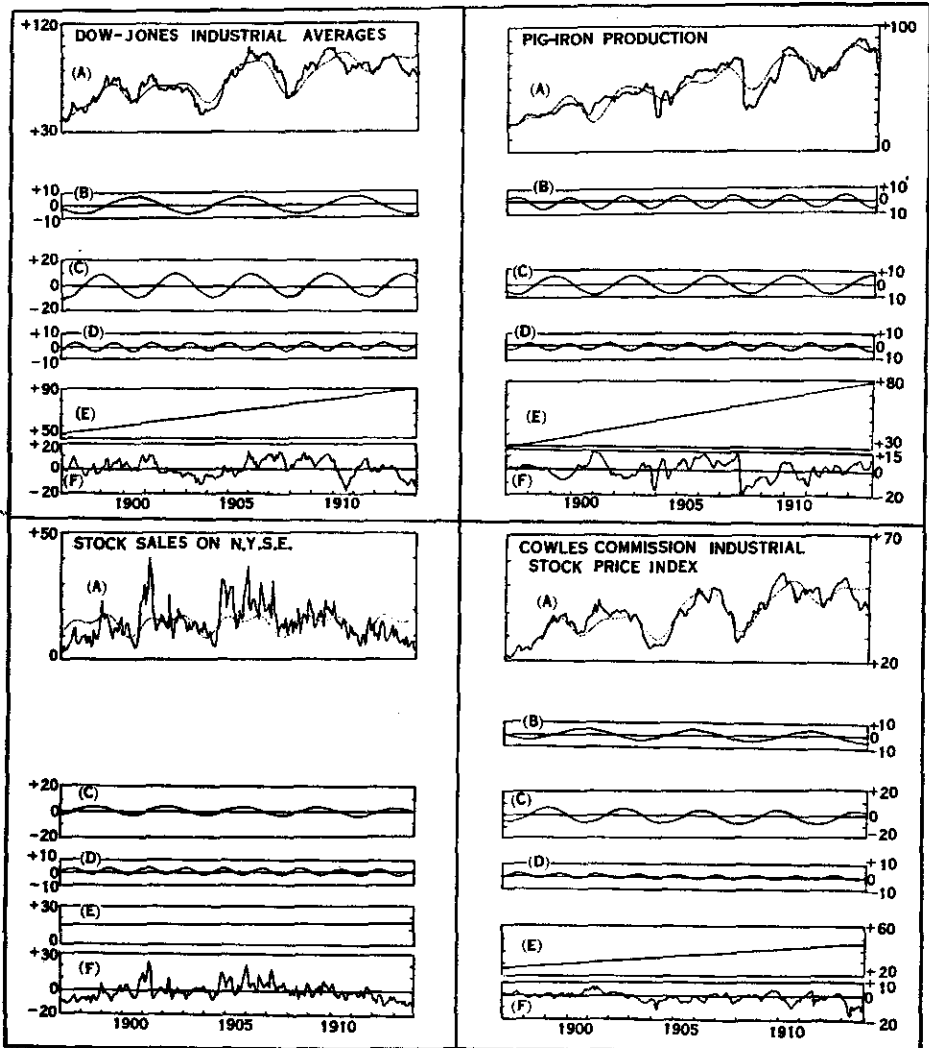 DOW-JONES INDUSTRIAL AVERAGES
+120
(A)
+30
(B)
+10
0
-10
(C)
+20
0
-20
(D)
+10
0
-10
+90
(E)
+50
+20
0
(F)
-20
1900 1905 1910
PIG-IRON PRODUCTION
+100
(A)
0
(B)
+10
0
10
(C)
+10
0
-10
(D)
+10
0
-10
+80
(E)
+30
+15
0
(F)
20
1900 1905 1910
STOCK SALES ON N.Y.S.E.
+50
(A)
0
(C)
+20
0
-20
(D)
+10
0
-10
+30
(E)
0
+30
(F)
0
-20
1900 1905 1910
COWLES COMMISSION INDUSTRIAL
STOCK PRICE INDEX
+70
(A)
+20
(B)
+10
0
-10
(C)
+20
0
-20
(D)
+10
0
-10
+60
(E)
+20
+10
0
(F)
20
1900 1905 1910